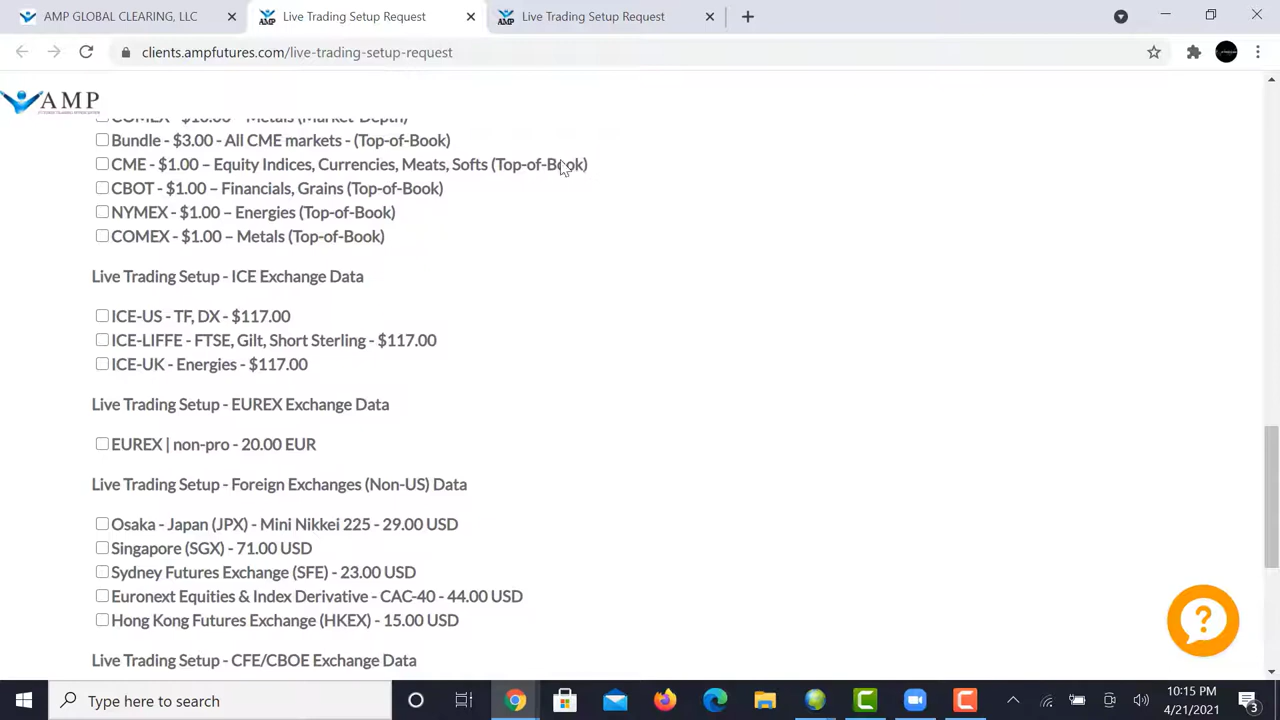 AMP GLOBAL CLEARING, LLC
Live Trading Setup Request
Live Trading Setup Request
clients.ampfutures.com/live-trading-setup-request
AMP
COMEX - $10.00 - Metals (Market-Depth)
Bundle - $3.00 - All CME markets - (Top-of-Book)
CME - $1.00 – Equity Indices, Currencies, Meats, Softs (Top-of-Book)
CBOT - $1.00 – Financials, Grains (Top-of-Book)
NYMEX - $1.00 – Energies (Top-of-Book)
COMEX - $1.00 – Metals (Top-of-Book)
Live Trading Setup - ICE Exchange Data
ICE-US - TF, DX - $117.00
ICE-LIFFE - FTSE, Gilt, Short Sterling - $117.00
ICE-UK - Energies - $117.00
Live Trading Setup - EUREX Exchange Data
EUREX | non-pro - 20.00 EUR
Live Trading Setup - Foreign Exchanges (Non-US) Data
Osaka - Japan (JPX) - Mini Nikkei 225 - 29.00 USD
Singapore (SGX) - 71.00 USD
Sydney Futures Exchange (SFE) - 23.00 USD
Euronext Equities & Index Derivative - CAC-40 - 44.00 USD
Hong Kong Futures Exchange (HKEX) - 15.00 USD
Live Trading Setup - CFE/CBOE Exchange Data
Type here to search
10:15 PM
4/21/2021
3